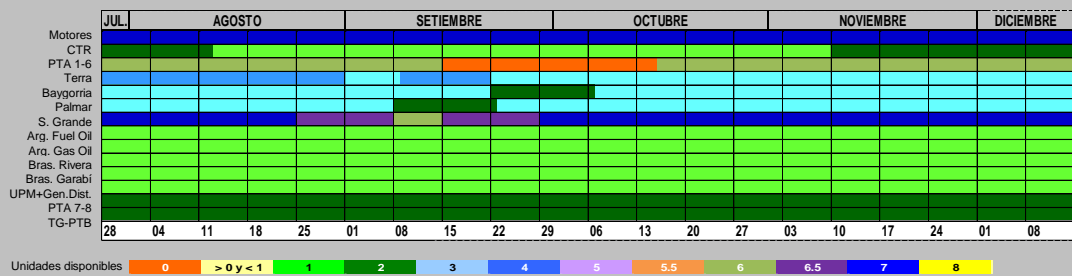 JUL. AGOSTO SETIEMBRE OCTUBRE NOVIEMBRE DICIEMBRE
Motores
CTR
PTA 1-6
Terra
Baygorria
Palmar
S. Grande
Arg. Fuel Oil
Arg. Gas Oil
Bras. Rivera
Bras. Garabí
UPM+Gen.Dist.
PTA 7-8
TG-PTB
28 04 11 18 25 01 08 15 22 29 06 13 20 27 03 10 17 24 01 08
Unidades disponibles 0 > 0 y < 1 1 2 3 4 5 5.5 6 6.5 7 8